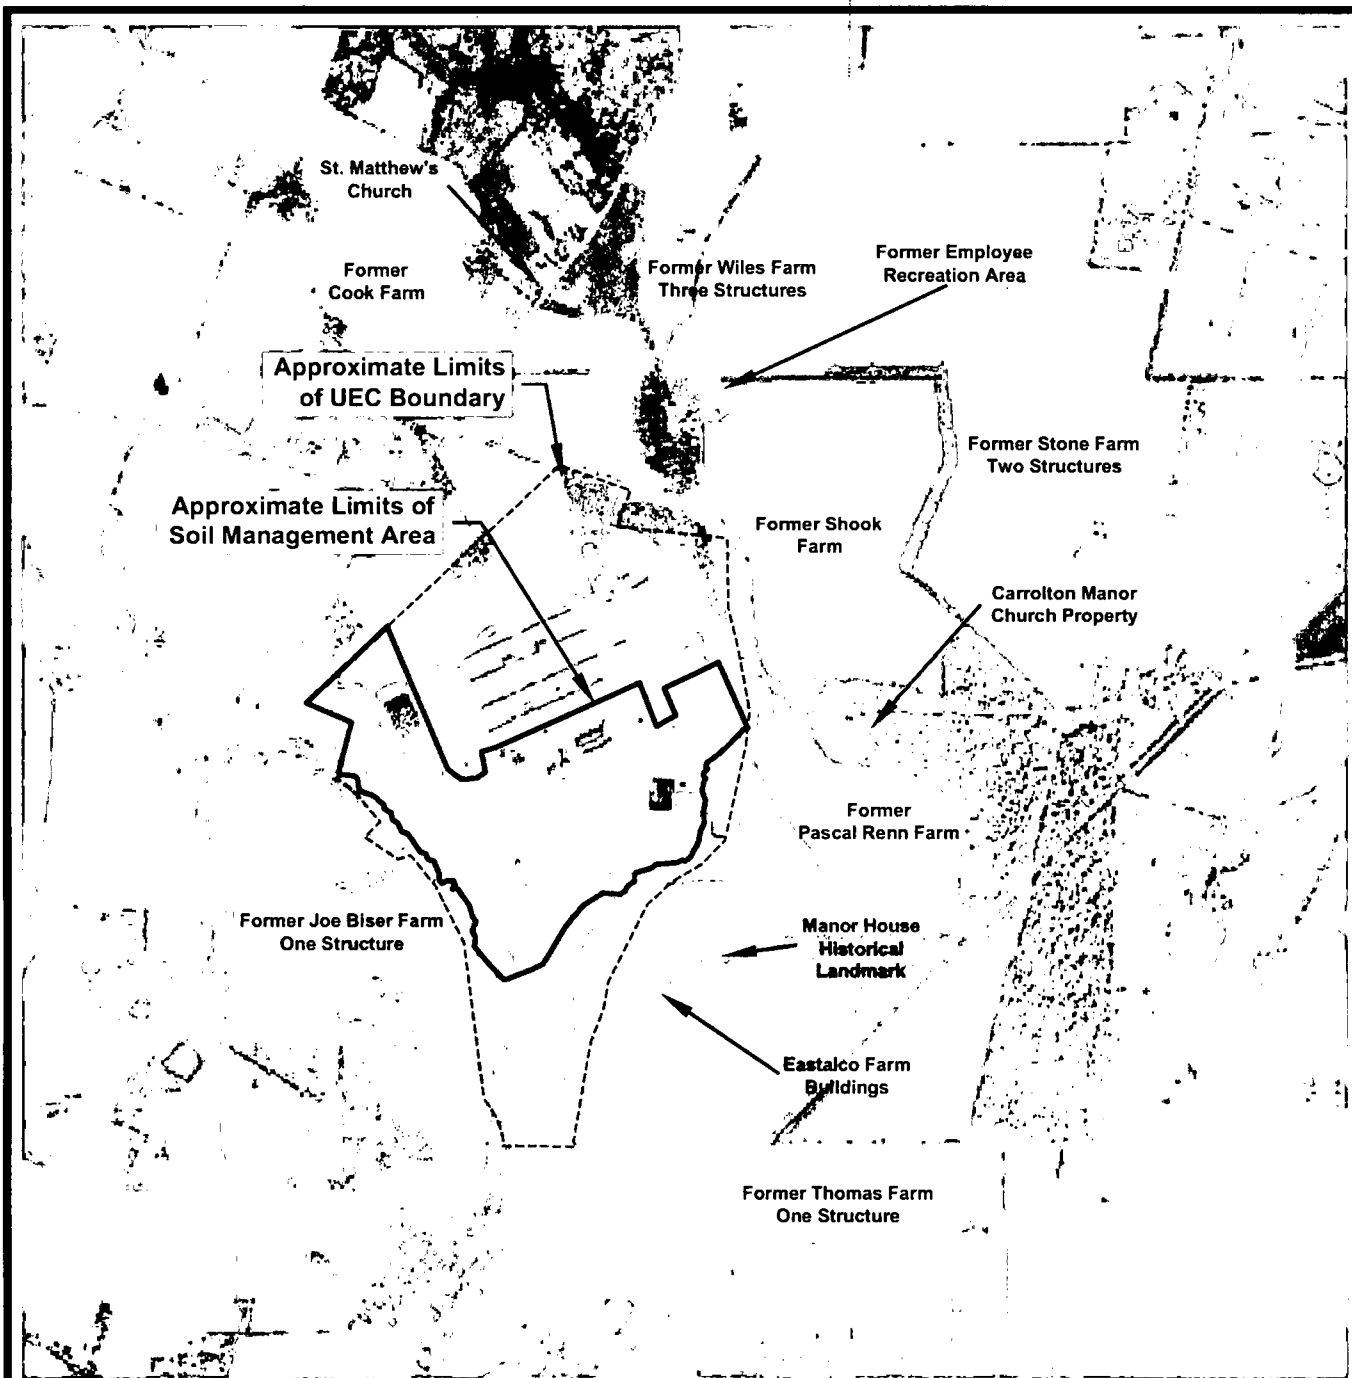 St. Matthew's
Church
Former
Cook Farm
Former Wiles Farm
Three Structures
Former Employee
Recreation Area
Approximate Limits
of UEC Boundary
Former Stone Farm
Two Structures
Approximate Limits of
Soil Management Area
Former Shook
Farm
Carrolton Manor
Church Property
Former
Pascal Renn Farm
Former Joe Biser Farm
One Structure
Manor House
Historical
Landmark
Eastalco Farm
Buildings
Former Thomas Farm
One Structure